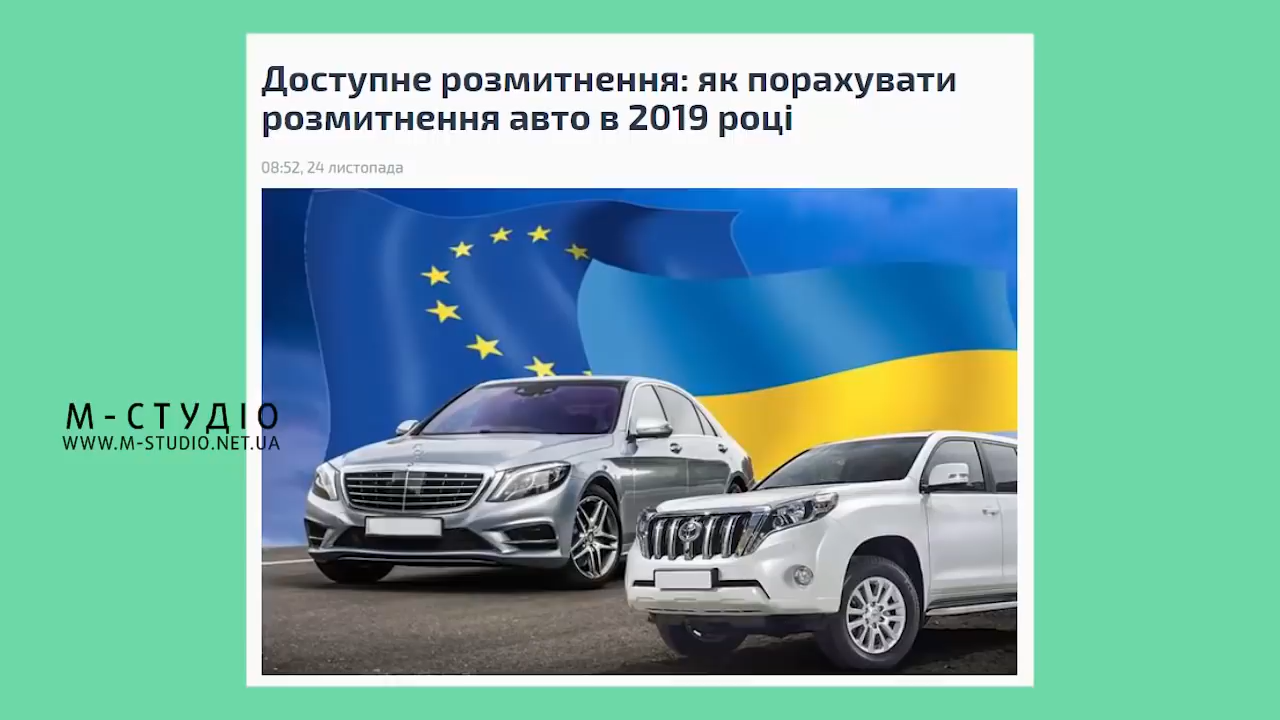 Доступне розмитнення: як порахувати
розмитнення авто в 2019 році
08:52, 24 листопада
М-СТУДІО
WWW.M-STUDIO.NET.UA